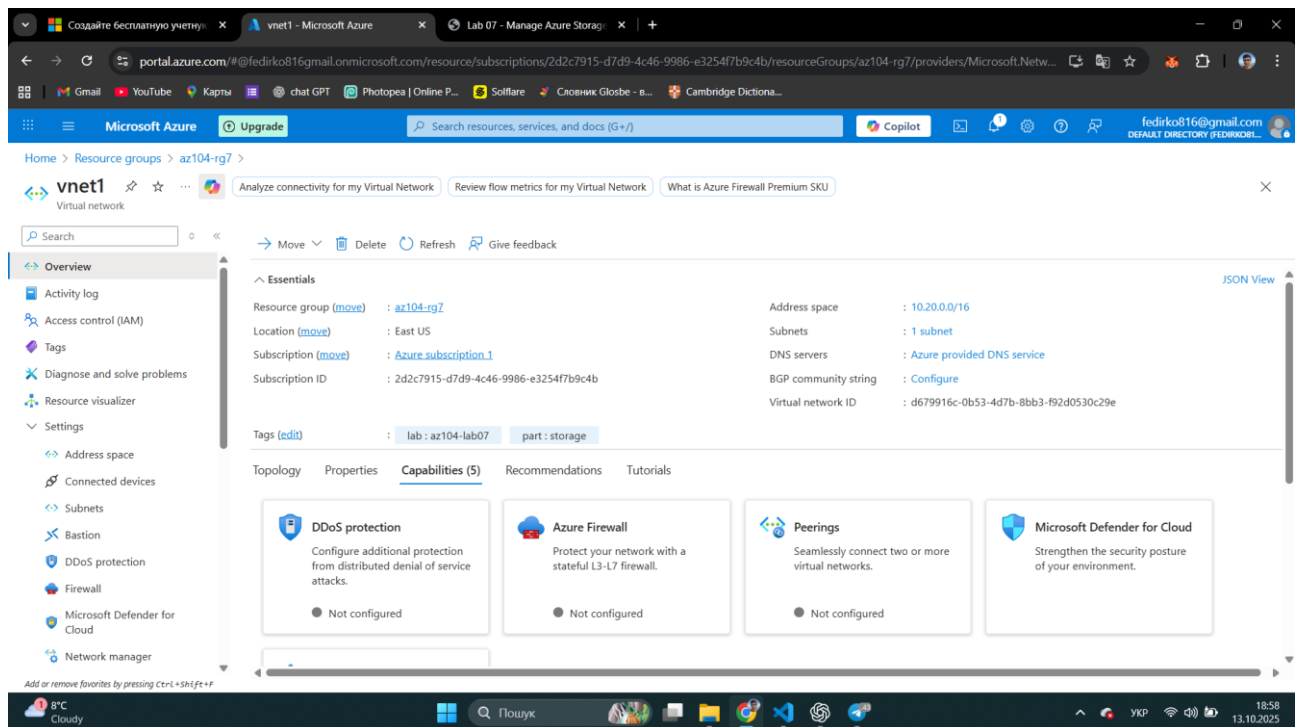 Создайте бесплатную учетную
vnet1 - Microsoft Azure
Lab 07 - Manage Azure Storage
portal.azure.com/#@fedirko816gmail.onmicrosoft.com/resource/subscriptions/2d2c7915-d7d9-4c46-9986-e3254f7b9c4b/resourceGroups/az104-rg7/providers/Microsoft.Netw...
Gmail YouTube Карты chat GPT Photopea | Online P... Solflare Словник Glosbe - в... Cambridge Dictiona...
Microsoft Azure Upgrade Search resources, services, and docs (G+/) Copilot 1 fedirko816@gmail.com
DEFAULT DIRECTORY (FEDIRKO81...
Home > Resource groups > az104-rg7 >
vnet1 ... Analyze connectivity for my Virtual Network Review flow metrics for my Virtual Network What is Azure Firewall Premium SKU
Virtual network
Search
Move Delete Refresh Give feedback
Overview
Activity log
Access control (IAM)
Tags
Diagnose and solve problems
Resource visualizer
Settings
Address space
Connected devices
Subnets
Bastion
DDoS protection
Firewall
Microsoft Defender for
Cloud
Network manager
Add or remove favorites by pressing Ctrl+Shift+F
Essentials JSON View
Resource group (move) : az104-rg7
Location (move) : East US
Subscription (move) : Azure subscription 1
Subscription ID : 2d2c7915-d7d9-4c46-9986-e3254f7b9c4b
Address space : 10.20.0.0/16
Subnets : 1 subnet
DNS servers : Azure provided DNS service
BGP community string : Configure
Virtual network ID : d679916c-0b53-4d7b-8bb3-f92d0530c29e
Tags (edit) : lab : az104-lab07 part : storage
Topology Properties Capabilities (5) Recommendations Tutorials
DDoS protection
Configure additional protection
from distributed denial of service
attacks.
Not configured
Azure Firewall
Protect your network with a
stateful L3-L7 firewall.
Not configured
Peerings
Seamlessly connect two or more
virtual networks.
Not configured
Microsoft Defender for Cloud
Strengthen the security posture
of your environment.
1 8°C
Cloudy
Пошук
УКР
18:58
13.10.2025